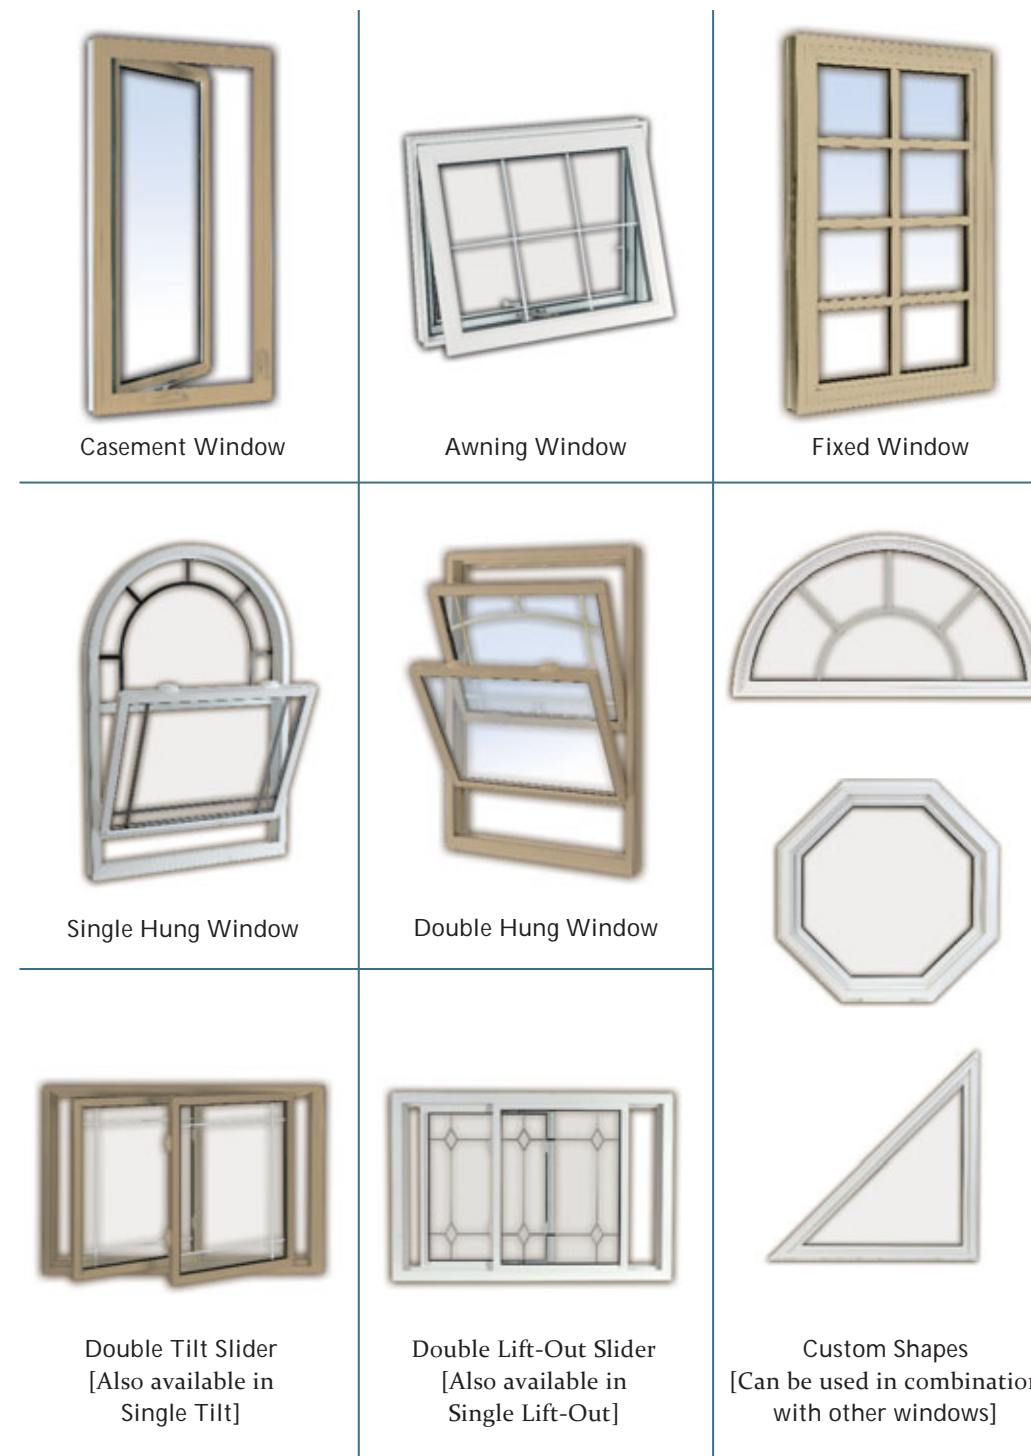 Casement Window
Awning Window
Fixed Window
Single Hung Window
Double Hung Window
Double Tilt Slider
[Also available in
Single Tilt]
Double Lift-Out Slider
[Also available in
Single Lift-Out]
Custom Shapes
[Can be used in combination
with other windows]